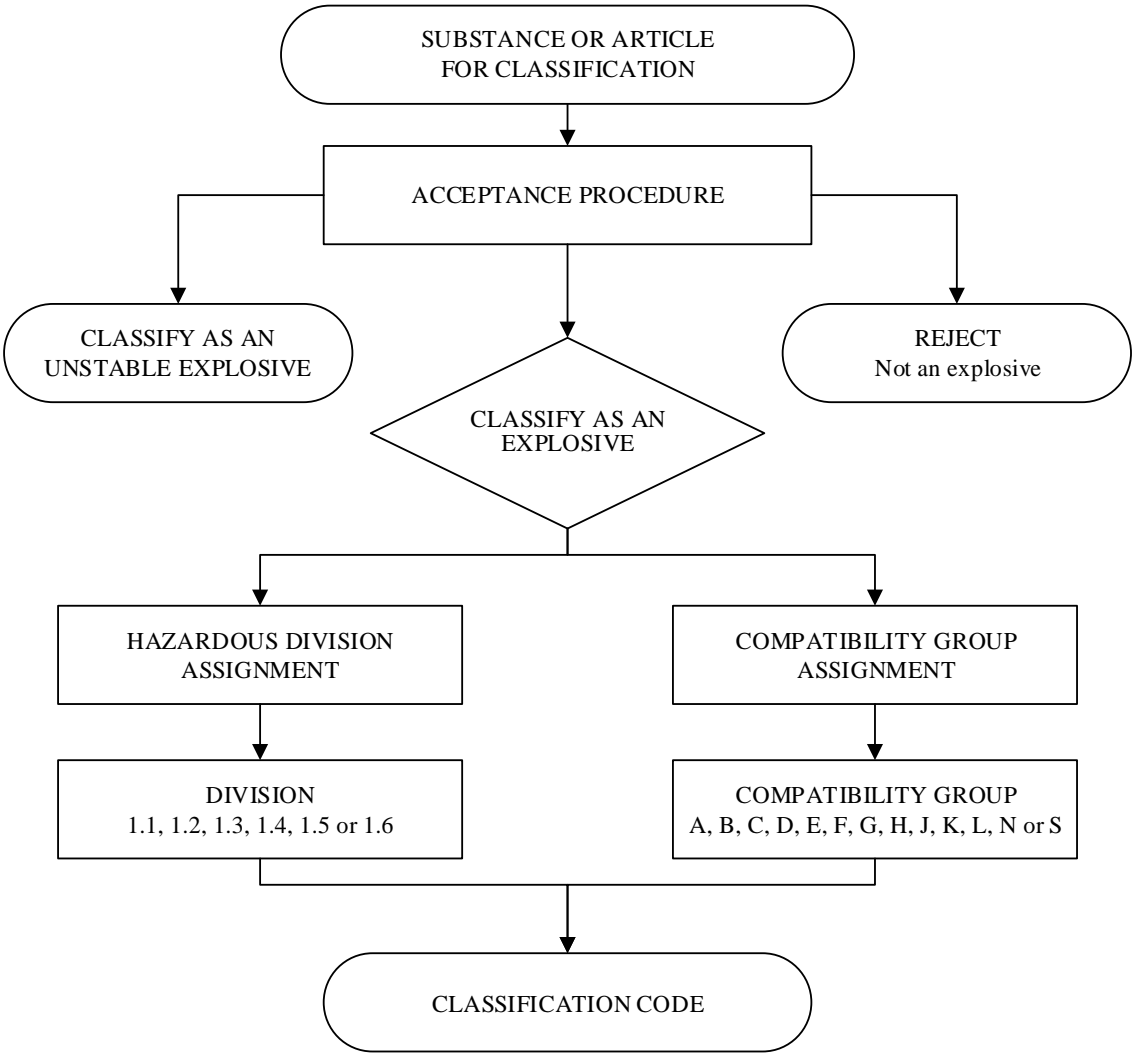 SUBSTANCE OR ARTICLE
FOR CLASSIFICATION
ACCEPTANCE PROCEDURE
CLASSIFY AS AN
UNSTABLE EXPLOSIVE
REJECT
Not an explosive
CLASSIFY AS AN
EXPLOSIVE
HAZARDOUS DIVISION
ASSIGNMENT
COMPATIBILITY GROUP
ASSIGNMENT
DIVISION
1.1, 1.2, 1.3, 1.4, 1.5 or 1.6
COMPATIBILITY GROUP
A, B, C, D, E, F, G, H, J, K, L, N or S
CLASSIFICATION CODE